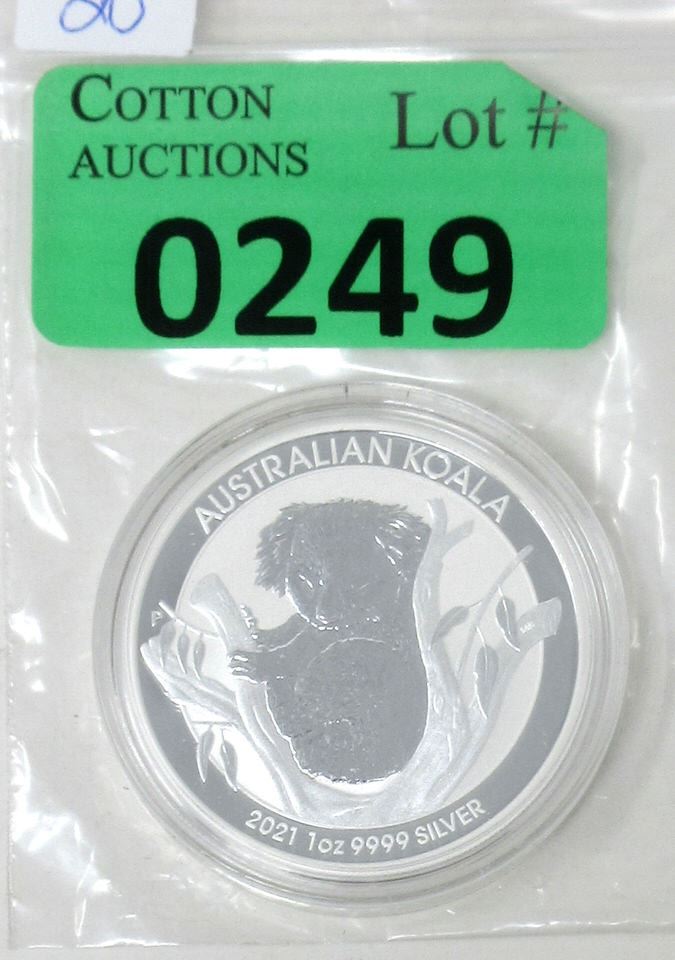 COTTON
AUCTIONS
Lot #
0249
AUSTRALIAN KOALA
P
2021 1oz 9999 SILVER